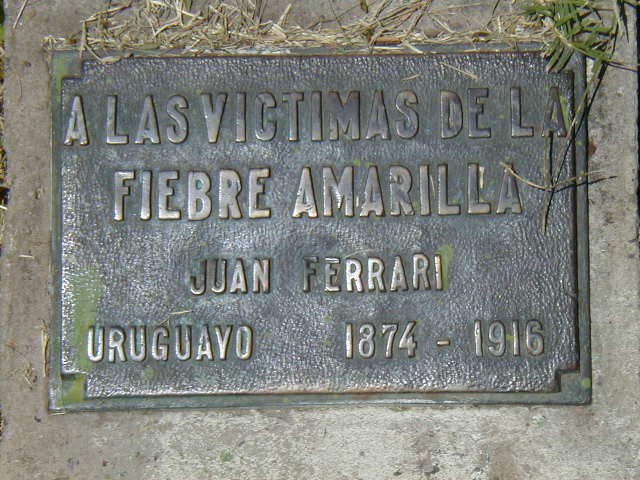 A LAS VICTIMAS DE LA
FIEBRE AMARILLA
JUAN FERRARI
URUGUAYO 1874 - 1916